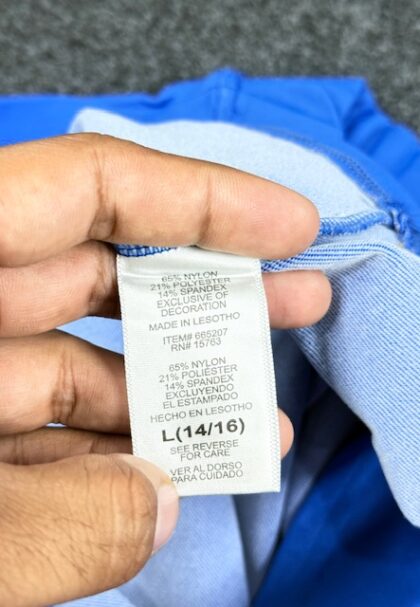 65% NYLON
21% POLYESTER
14% SPANDEX
EXCLUSIVE OF
DECORATION
MADE IN LESOTHO
ITEM# 665207
RN# 15763
65% NYLON
21% POLIÉSTER
14% SPANDEX
EXCLUYENDO
EL ESTAMPADO
HECHO EN LESOTHO
L(14/16)
SEE REVERSE
FOR CARE
VER AL DORSO
PARA CUIDADO